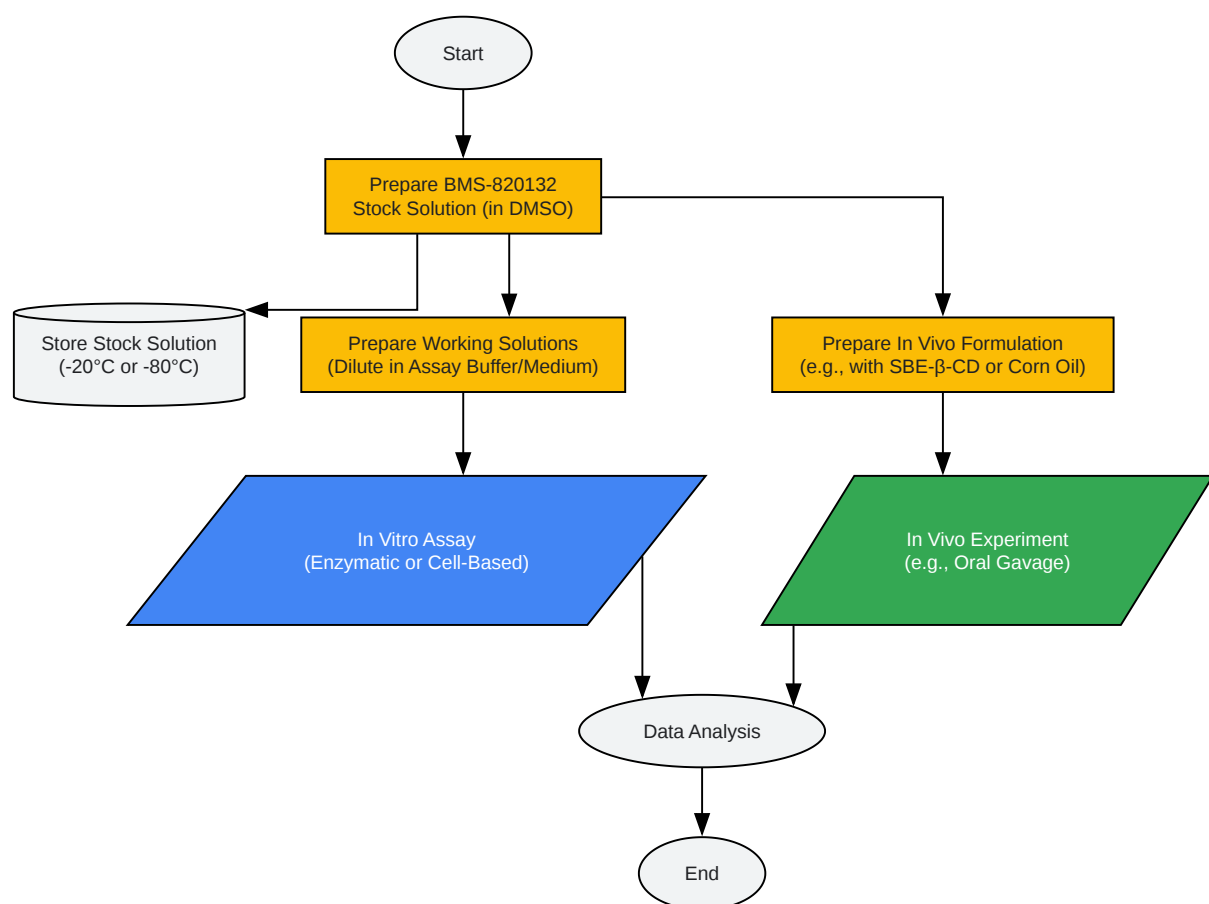 Start
Prepare BMS-820132
Stock Solution (in DMSO)
Store Stock Solution
(-20°C or -80°C)
Prepare Working Solutions
(Dilute in Assay Buffer/Medium)
Prepare In Vivo Formulation
(e.g., with SBE-β-CD or Corn Oil)
In Vitro Assay
(Enzymatic or Cell-Based)
In Vivo Experiment
(e.g., Oral Gavage)
Data Analysis
End